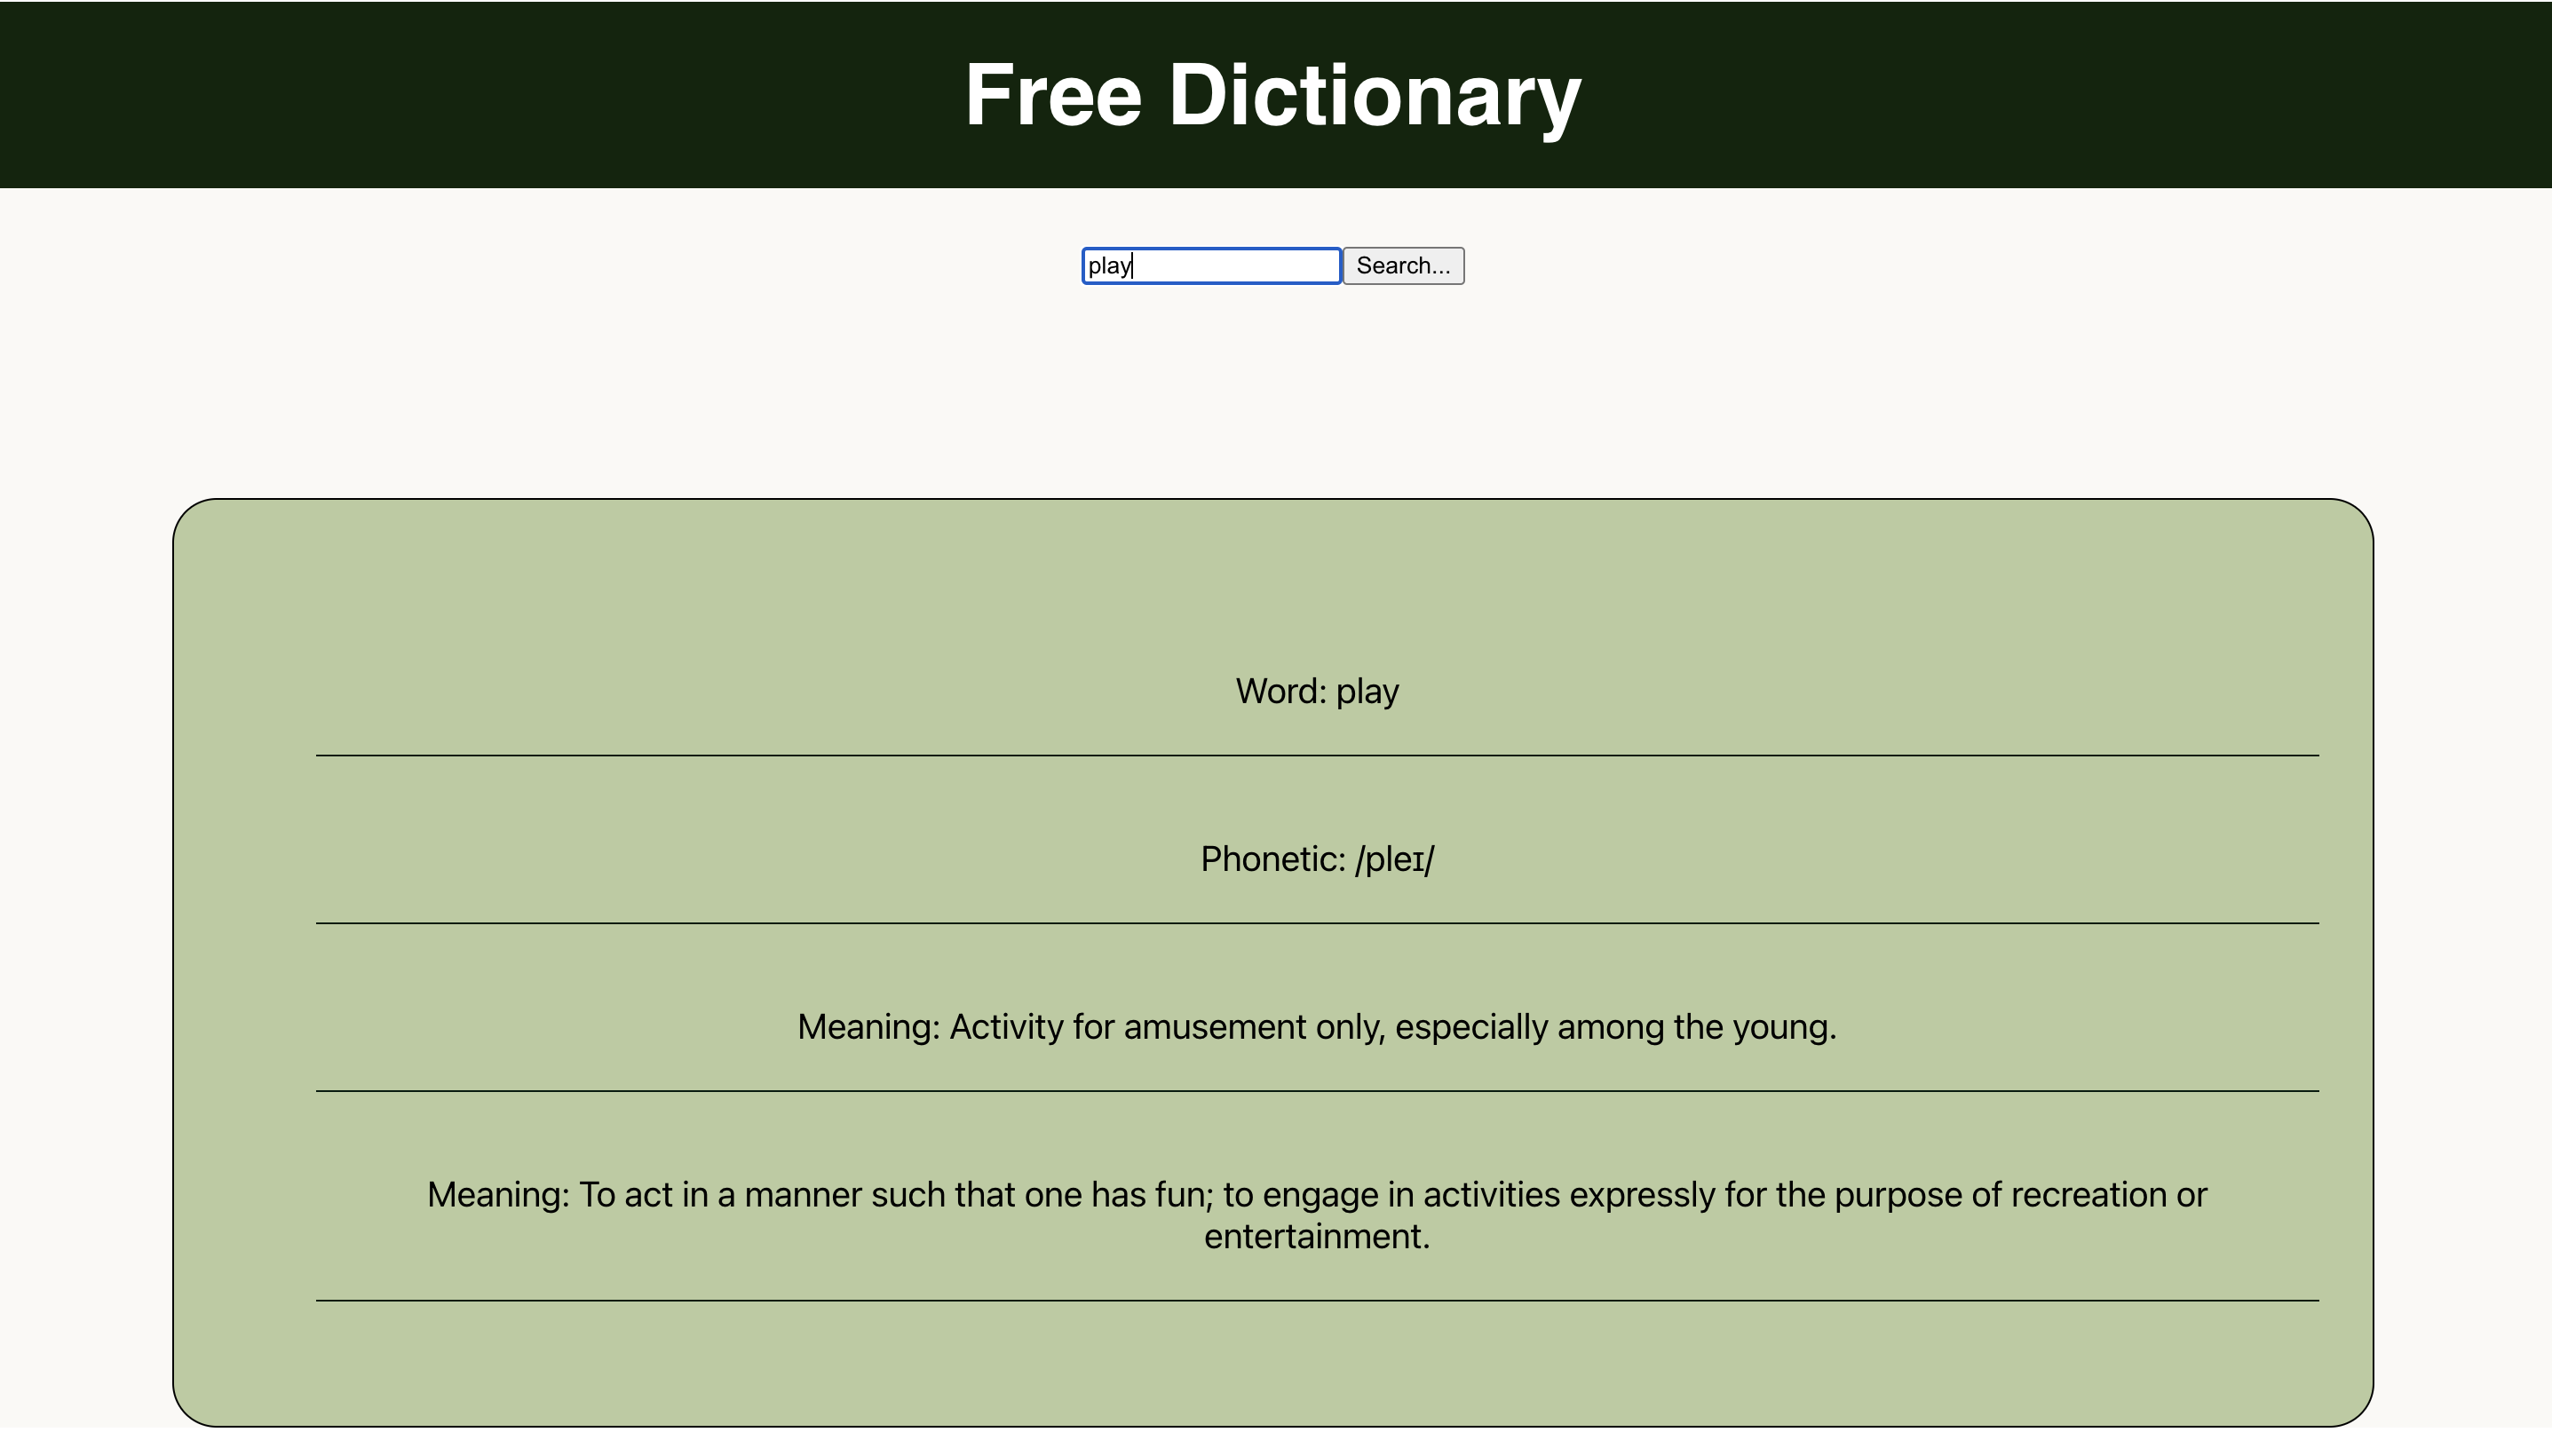 Free Dictionary
play
Search...
Word: play
Phonetic: /pleɪ/
Meaning: Activity for amusement only, especially among the young.
Meaning: To act in a manner such that one has fun; to engage in activities expressly for the purpose of recreation or
entertainment.